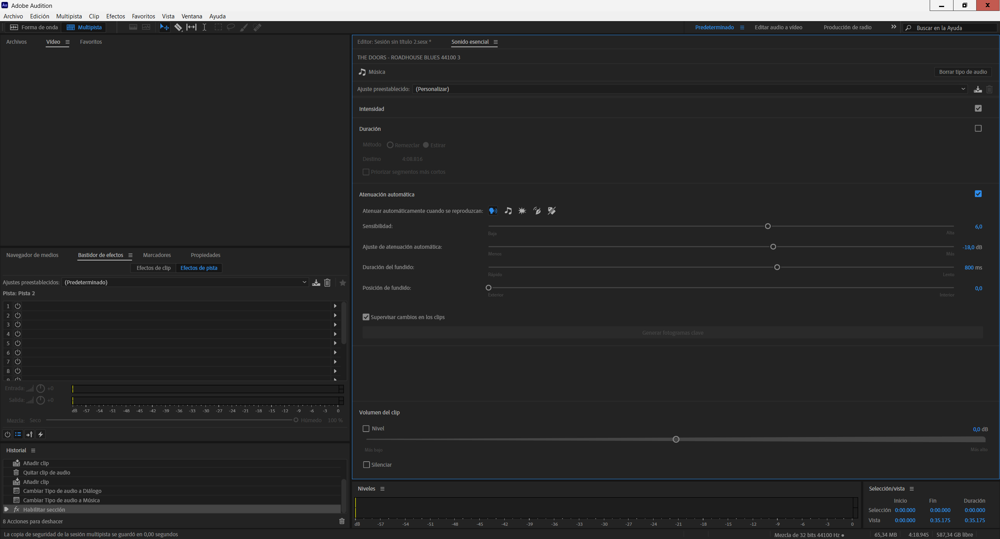 Adobe Audition
Archivo Edición Multipista Clip Efectos Favoritos Vista Ventana Ayuda
Forma de onda Multipista Predeterminado Editar audio a vídeo Producción de radio Buscar en la Ayuda
Archivos Vídeo Favoritos
Editor: Sesión sin título 2.sesx * Sonido esencial
THE DOORS - ROADHOUSE BLUES 44100 3
Música Borrar tipo de audio
Ajuste preestablecido: (Personalizar)
Intensidad
Duración
Método Remezclar Estirar
Destino 4:08.816
Priorizar segmentos más cortos
Atenuación automática
Atenuar automáticamente cuando se reproduzcan:
Sensibilidad: 6,0
Baja Alta
Ajuste de atenuación automática: -18,0 dB
Menos Más
Duración del fundido: 800 ms
Rápido Lento
Posición de fundido: 0,0
Exterior Interior
Supervisar cambios en los clips
Generar fotogramas clave
Volumen del clip
Nivel 0,0 dB
Más bajo Más alto
Silenciar
Navegador de medios Bastidor de efectos Marcadores Propiedades
Efectos de clip Efectos de pista
Ajustes preestablecidos: (Predeterminado)
Pista: Pista 2
1
2
3
4
5
6
7
8
9
Entrada: +0
Salida: +0
dB -57 -54 -51 -48 -45 -42 -39 -36 -33 -30 -27 -24 -21 -18 -15 -12 -9 -6 -3 0
Mezcla: Seco Húmedo 100 %
Historial
Añadir clip
Quitar clip de audio
Añadir clip
Cambiar Tipo de audio a Diálogo
Cambiar Tipo de audio a Música
fx Habilitar sección
8 Acciones para deshacer
Niveles
dB -57 -54 -51 -48 -45 -42 -39 -36 -33 -30 -27 -24 -21 -18 -15 -12 -9 -6 -3 0
Selección/vista
Inicio Fin Duración
Selección 0:00.000 0:00.000 0:00.000
Vista 0:00.000 0:35.175 0:35.175
La copia de seguridad de la sesión multipista se guardó en 0,00 segundos
Mezcla de 32 bits 44100 Hz ● 65,34 MB 4:18.945 587,34 GB libre